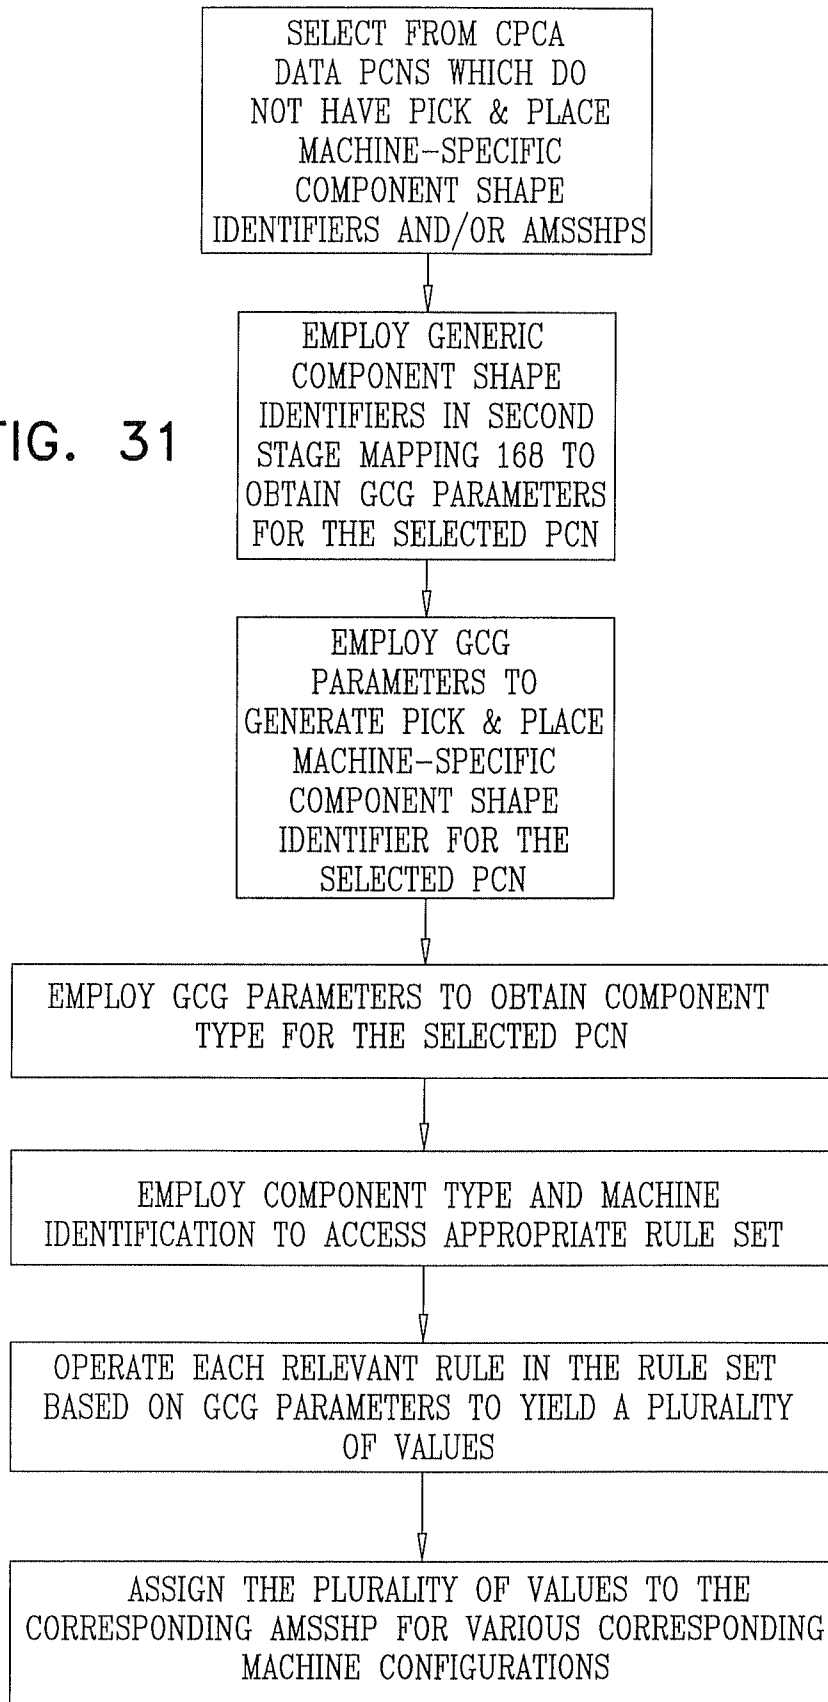 SELECT FROM CPCA
DATA PCNS WHICH DO
NOT HAVE PICK & PLACE
MACHINE-SPECIFIC
COMPONENT SHAPE
IDENTIFIERS AND/OR AMSSHPS
EMPLOY GENERIC
COMPONENT SHAPE
IDENTIFIERS IN SECOND
STAGE MAPPING 168 TO
OBTAIN GCG PARAMETERS
FOR THE SELECTED PCN
FIG. 31
EMPLOY GCG
PARAMETERS TO
GENERATE PICK & PLACE
MACHINE-SPECIFIC
COMPONENT SHAPE
IDENTIFIER FOR THE
SELECTED PCN
EMPLOY GCG PARAMETERS TO OBTAIN COMPONENT
TYPE FOR THE SELECTED PCN
EMPLOY COMPONENT TYPE AND MACHINE
IDENTIFICATION TO ACCESS APPROPRIATE RULE SET
OPERATE EACH RELEVANT RULE IN THE RULE SET
BASED ON GCG PARAMETERS TO YIELD A PLURALITY
OF VALUES
ASSIGN THE PLURALITY OF VALUES TO THE
CORRESPONDING AMSSHP FOR VARIOUS CORRESPONDING
MACHINE CONFIGURATIONS